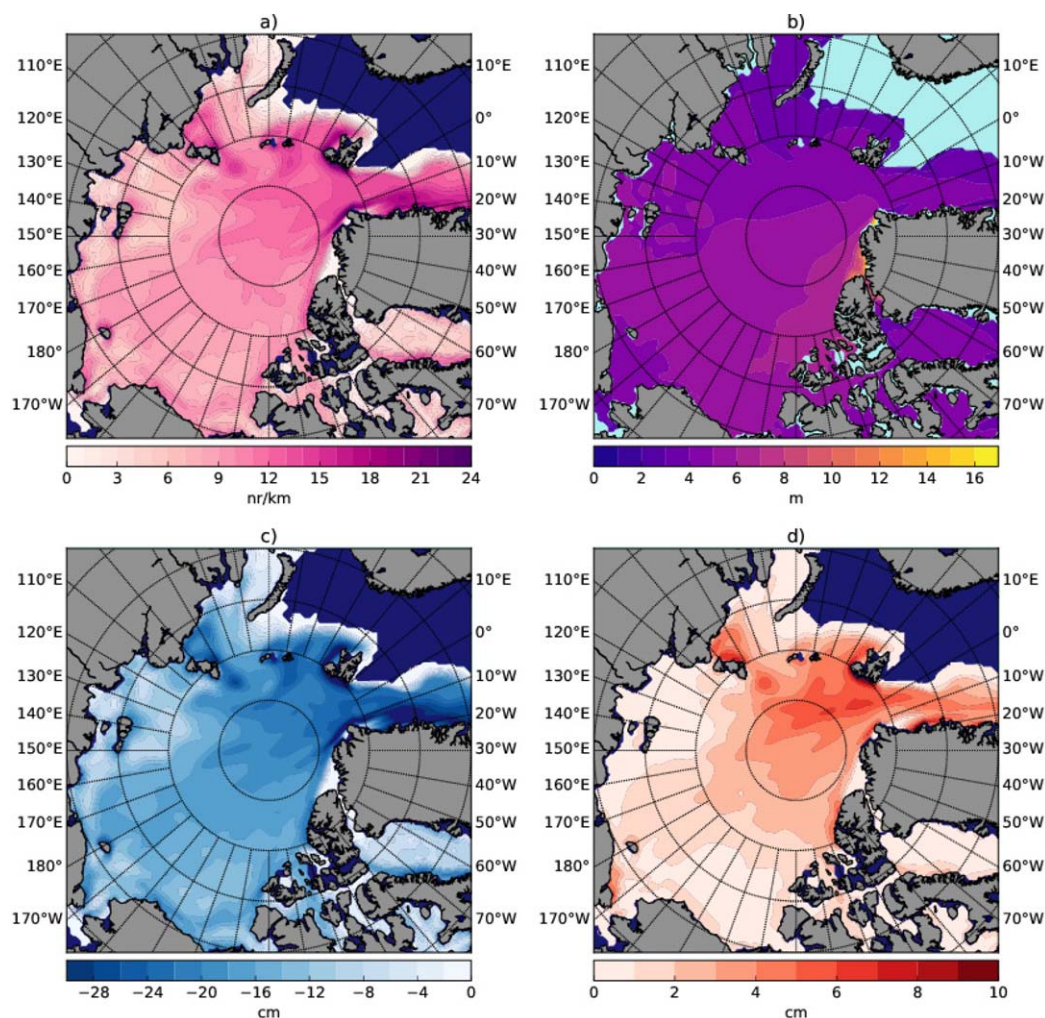 a)
110°E
120°E
130°E
140°E
150°E
160°E
170°E
180°
170°W
10°E
0°
10°W
20°W
30°W
40°W
50°W
60°W
70°W
0 3 6 9 12 15 18 21 24
nr/km
b)
110°E
120°E
130°E
140°E
150°E
160°E
170°E
180°
170°W
10°E
0°
10°W
20°W
30°W
40°W
50°W
60°W
70°W
0 2 4 6 8 10 12 14 16
m
c)
110°E
120°E
130°E
140°E
150°E
160°E
170°E
180°
170°W
10°E
0°
10°W
20°W
30°W
40°W
50°W
60°W
70°W
−28 −24 −20 −16 −12 −8 −4 0
cm
d)
110°E
120°E
130°E
140°E
150°E
160°E
170°E
180°
170°W
10°E
0°
10°W
20°W
30°W
40°W
50°W
60°W
70°W
0 2 4 6 8 10
cm